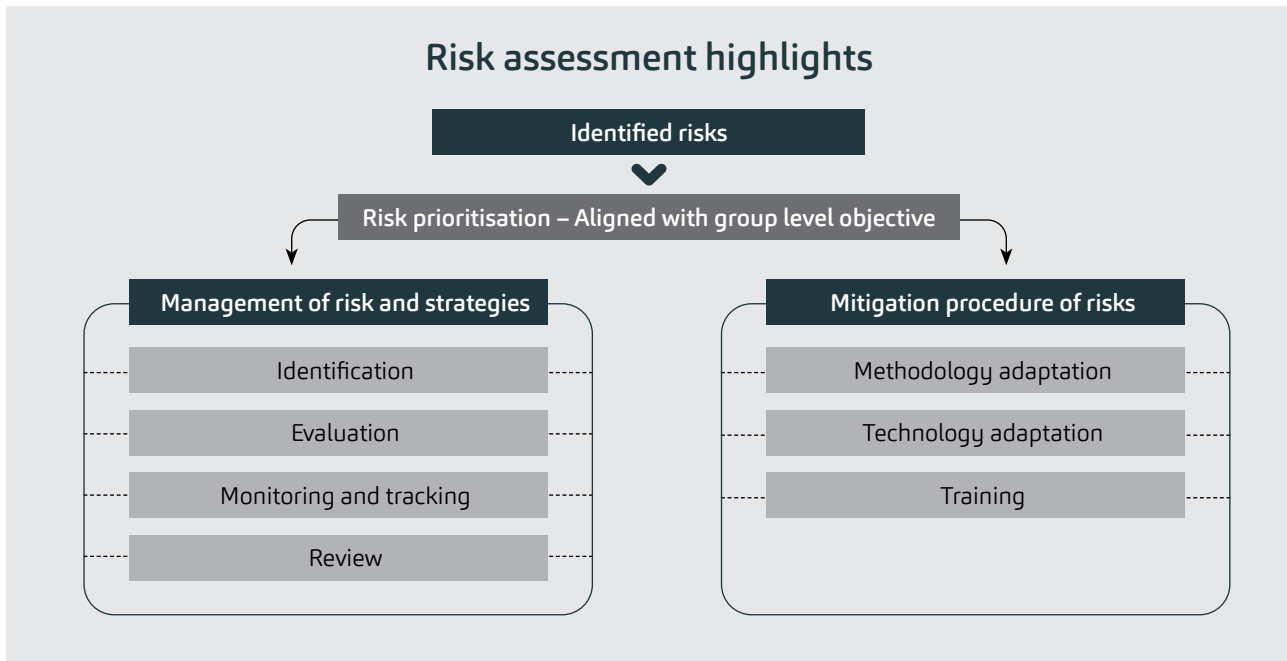 Risk assessment highlights
Identified risks
Risk prioritisation – Aligned with group level objective
Management of risk and strategies
Identification
Evaluation
Monitoring and tracking
Review
Mitigation procedure of risks
Methodology adaptation
Technology adaptation
Training